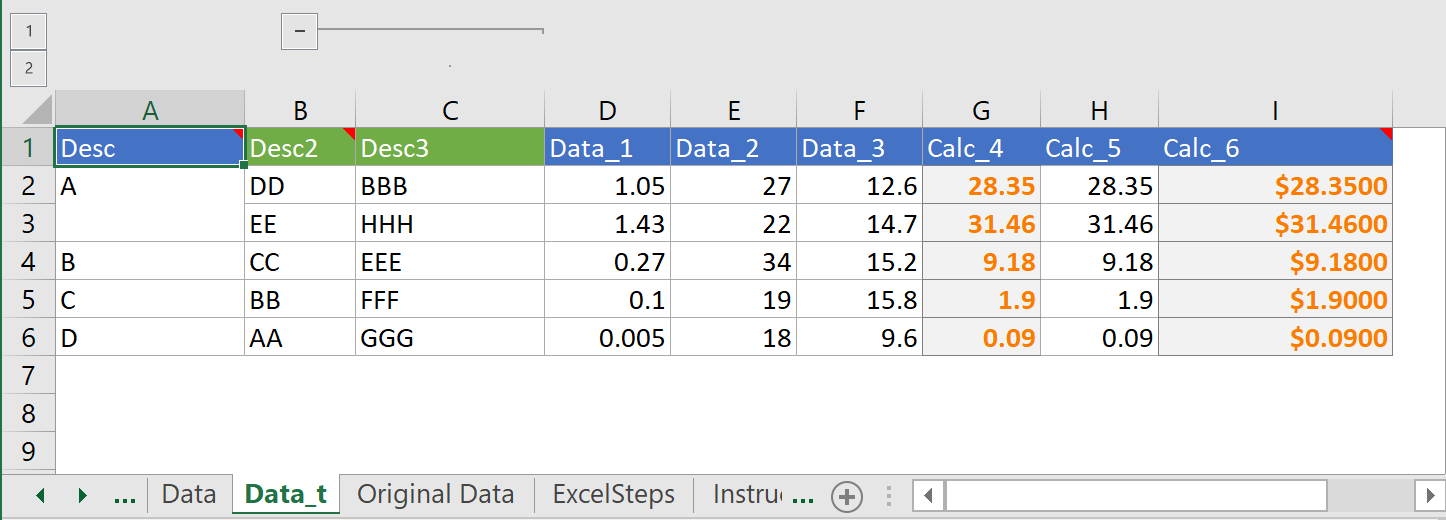 1
2
A B C D E F G H I
1 Desc Desc2 Desc3 Data_1 Data_2 Data_3 Calc_4 Calc_5 Calc_6
2 A DD BBB 1.05 27 12.6 28.35 28.35 $28.3500
3 EE HHH 1.43 22 14.7 31.46 31.46 $31.4600
4 B CC EEE 0.27 34 15.2 9.18 9.18 $9.1800
5 C BB FFF 0.1 19 15.8 1.9 1.9 $1.9000
6 D AA GGG 0.005 18 9.6 0.09 0.09 $0.0900
7
8
9
... Data Data_t Original Data ExcelSteps Instru ...